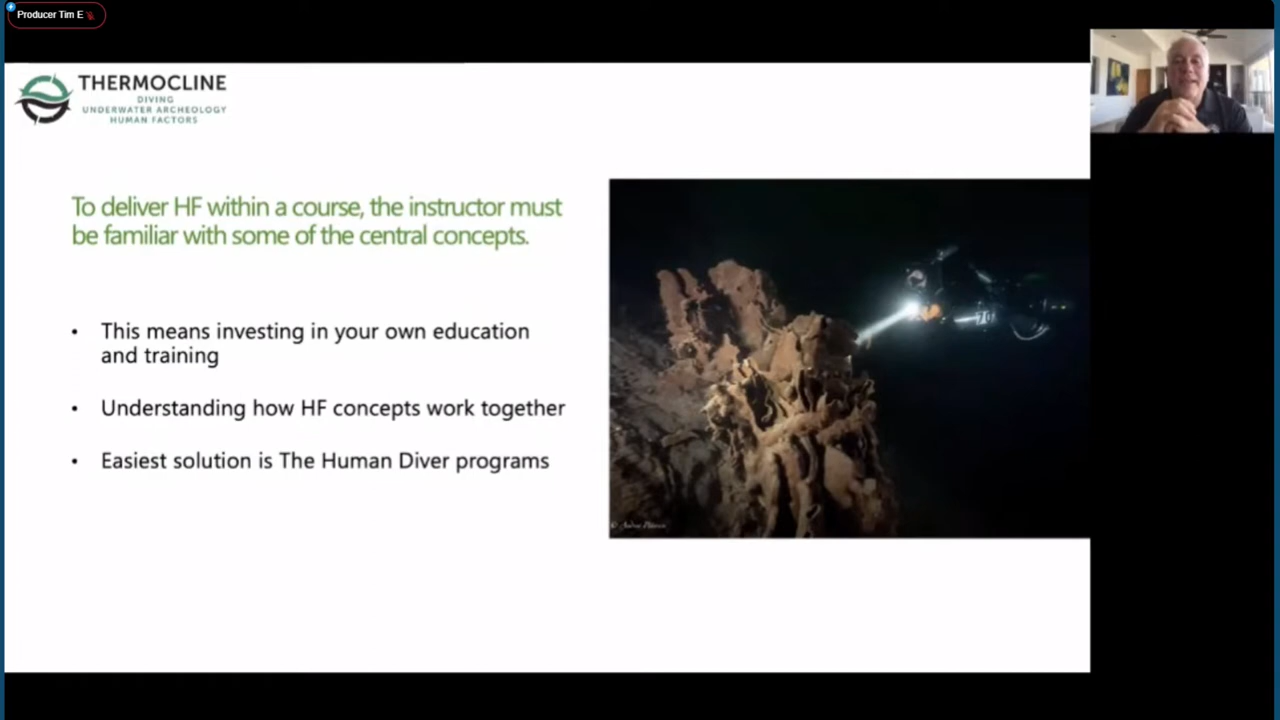 Producer Tim E
THERMOCLINE
DIVING
UNDERWATER ARCHEOLOGY
HUMAN FACTORS
To deliver HF within a course, the instructor must
be familiar with some of the central concepts.
• This means investing in your own education
and training
• Understanding how HF concepts work together
• Easiest solution is The Human Diver programs